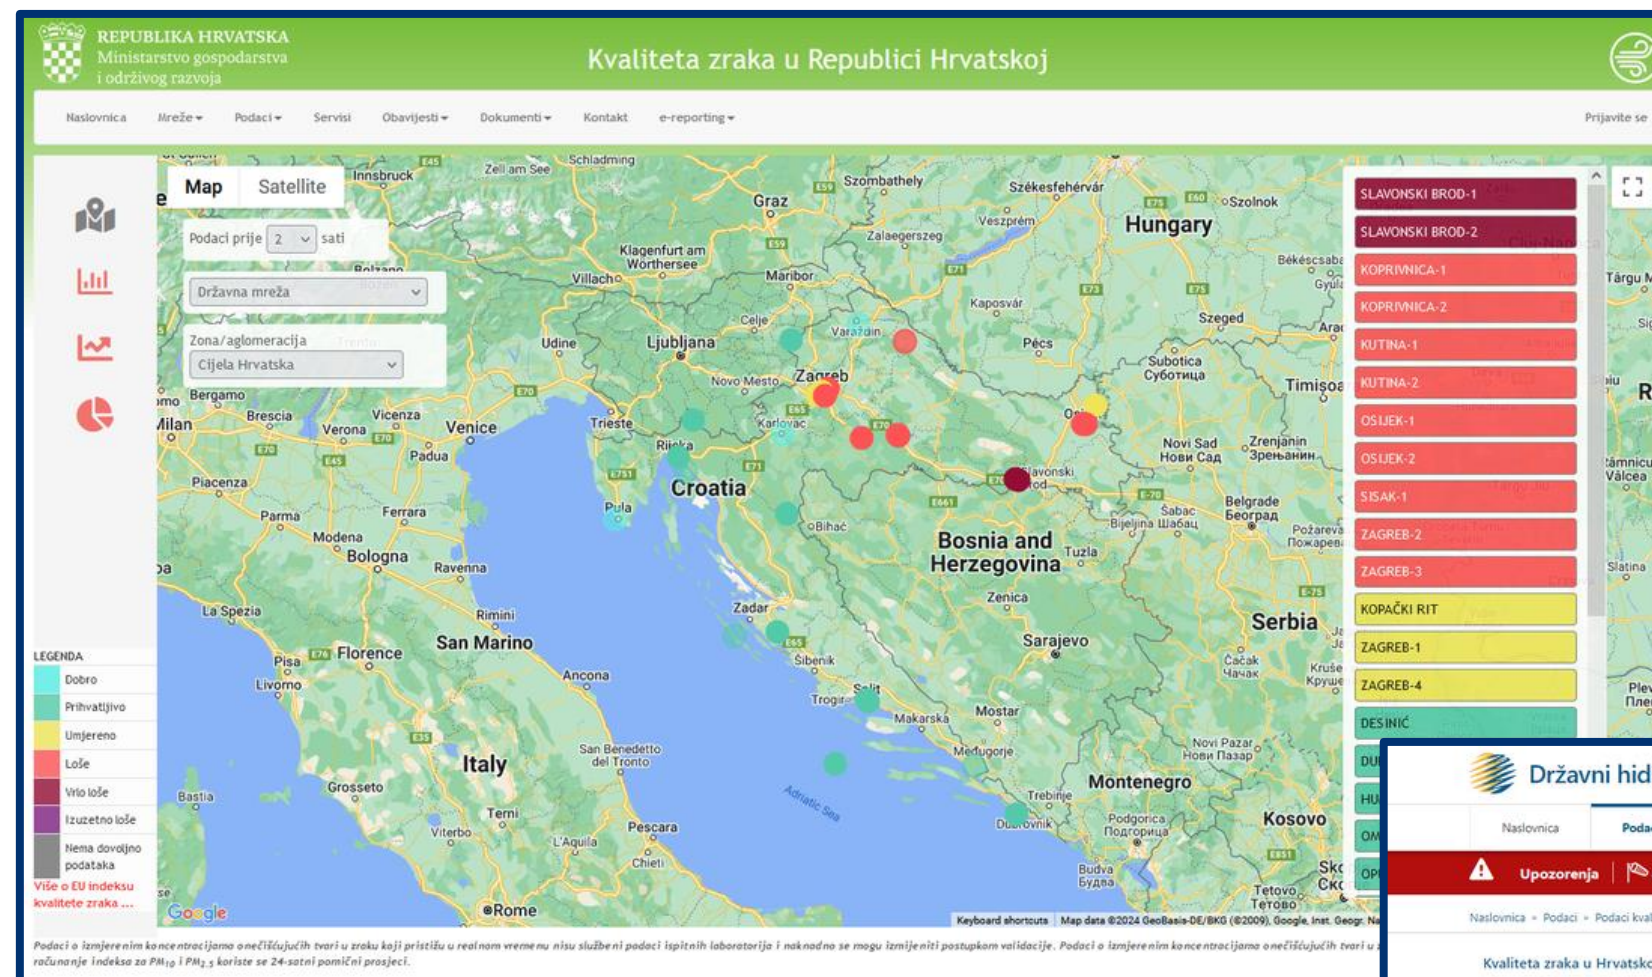 REPUBLIKA HRVATSKA
Ministarstvo gospodarstva
i održivog razvoja
Kvaliteta zraka u Republici Hrvatskoj
Naslovnica Mreže Podaci Servisi Obavijesti Dokumenti Kontakt e-reporting Prijavite se
Map Satellite
Podaci prije 2 sati
Državna mreža
Zona/aglomeracija
Cijela Hrvatska
LEGENDA
Dobro
Prihvatljivo
Umjereno
Loše
Vrlo loše
Izuzetno loše
Nema dovoljno
podataka
Više o EU indeksu
kvalitete zraka ...
Innsbruck
Zell am See
Schladming
Graz
Szombathely
Székesfehérvár
Szolnok
Veszprém
Hungary
Zalaegerszeg
Klagenfurt am
Wörthersee
Villach
Maribor
Kaposvár
Szeged
Celje
Varaždin
Pécs
Udine
Ljubljana
Subotica
Суботица
Novo Mesto
Zagreb
Bergamo
Brescia
Vicenza
Verona
Venice
Trieste
Karlovac
Padua
Novi Sad
Нови Сад
Zrenjanin
Зрењанин
Piacenza
Croatia
Pula
Parma
Ferrara
Modena
Bihać
Bijeljina
Šabac
Шабац
Belgrade
Београд
Bologna
Ravenna
Bosnia and
Herzegovina
Tuzla
La Spezia
Rimini
Zadar
Zenica
San Marino
Sarajevo
Serbia
Pisa
Florence
Šibenik
Čačak
Чачак
Livorno
Ancona
Trogir
Split
Makarska
Mostar
San Benedetto
del Tronto
Međugorje
Novi Pazar
Нови Пазар
Italy
Montenegro
Grosseto
Bastia
Adriatic Sea
Trebinje
Terni
Pescara
Dubrovnik
Podgorica
Подгорица
Kosovo
Viterbo
L'Aquila
Chieti
Budva
Будва
Tetovo
Тетово
Rome
Google
Keyboard shortcuts Map data ©2024 GeoBasis-DE/BKG (©2009), Google, Inst. Geogr. Na
SLAVONSKI BROD-1
SLAVONSKI BROD-2
KOPRIVNICA-1
KOPRIVNICA-2
KUTINA-1
KUTINA-2
OSIJEK-1
OSIJEK-2
SISAK-1
ZAGREB-2
ZAGREB-3
KOPAČKI RIT
ZAGREB-1
ZAGREB-4
DESINIĆ
Državni hid
Naslovnica Poda
Upozorenja
Naslovnica » Podaci » Podaci kval
Kvaliteta zraka u Hrvatsko
Podaci o izmjerenim koncentracijama onečišćujućih tvari u zraku koji pristižu u realnom vremenu nisu službeni podaci ispitnih laboratorija i naknadno se mogu izmijeniti postupkom validacije. Podaci o izmjerenim koncentracijama onečišćujućih tvari u z
računanje indeksa za PM10 i PM2.5 koriste se 24-satni pomični prosjeci.